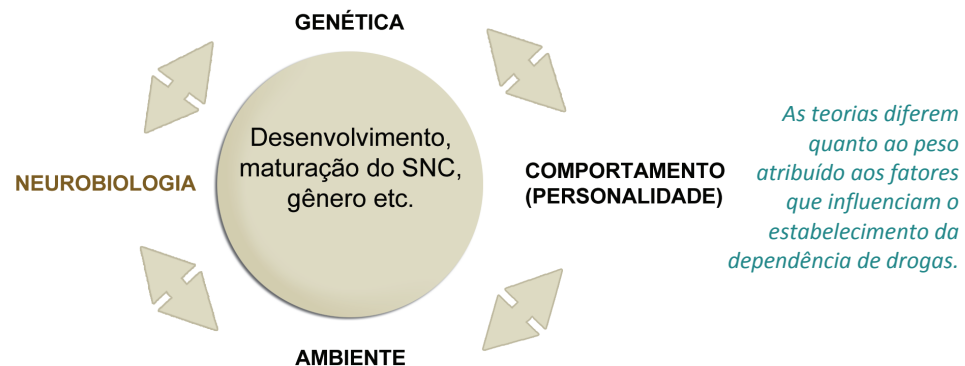 GENÉTICA
Desenvolvimento,
maturação do SNC,
gênero etc.
NEUROBIOLOGIA
COMPORTAMENTO
(PERSONALIDADE)
AMBIENTE
As teorias diferem
quanto ao peso
atribuído aos fatores
que influenciam o
estabelecimento da
dependência de drogas.